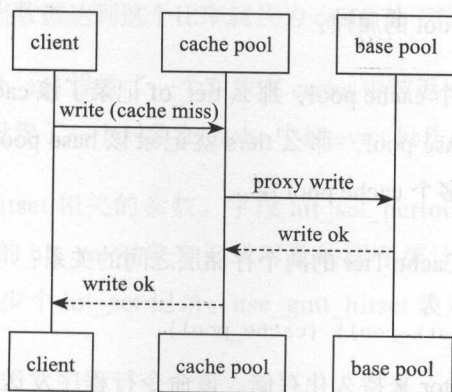 client
cache pool
base pool
write (cache miss)
proxy write
write ok
write ok
client
cache pool
base pool